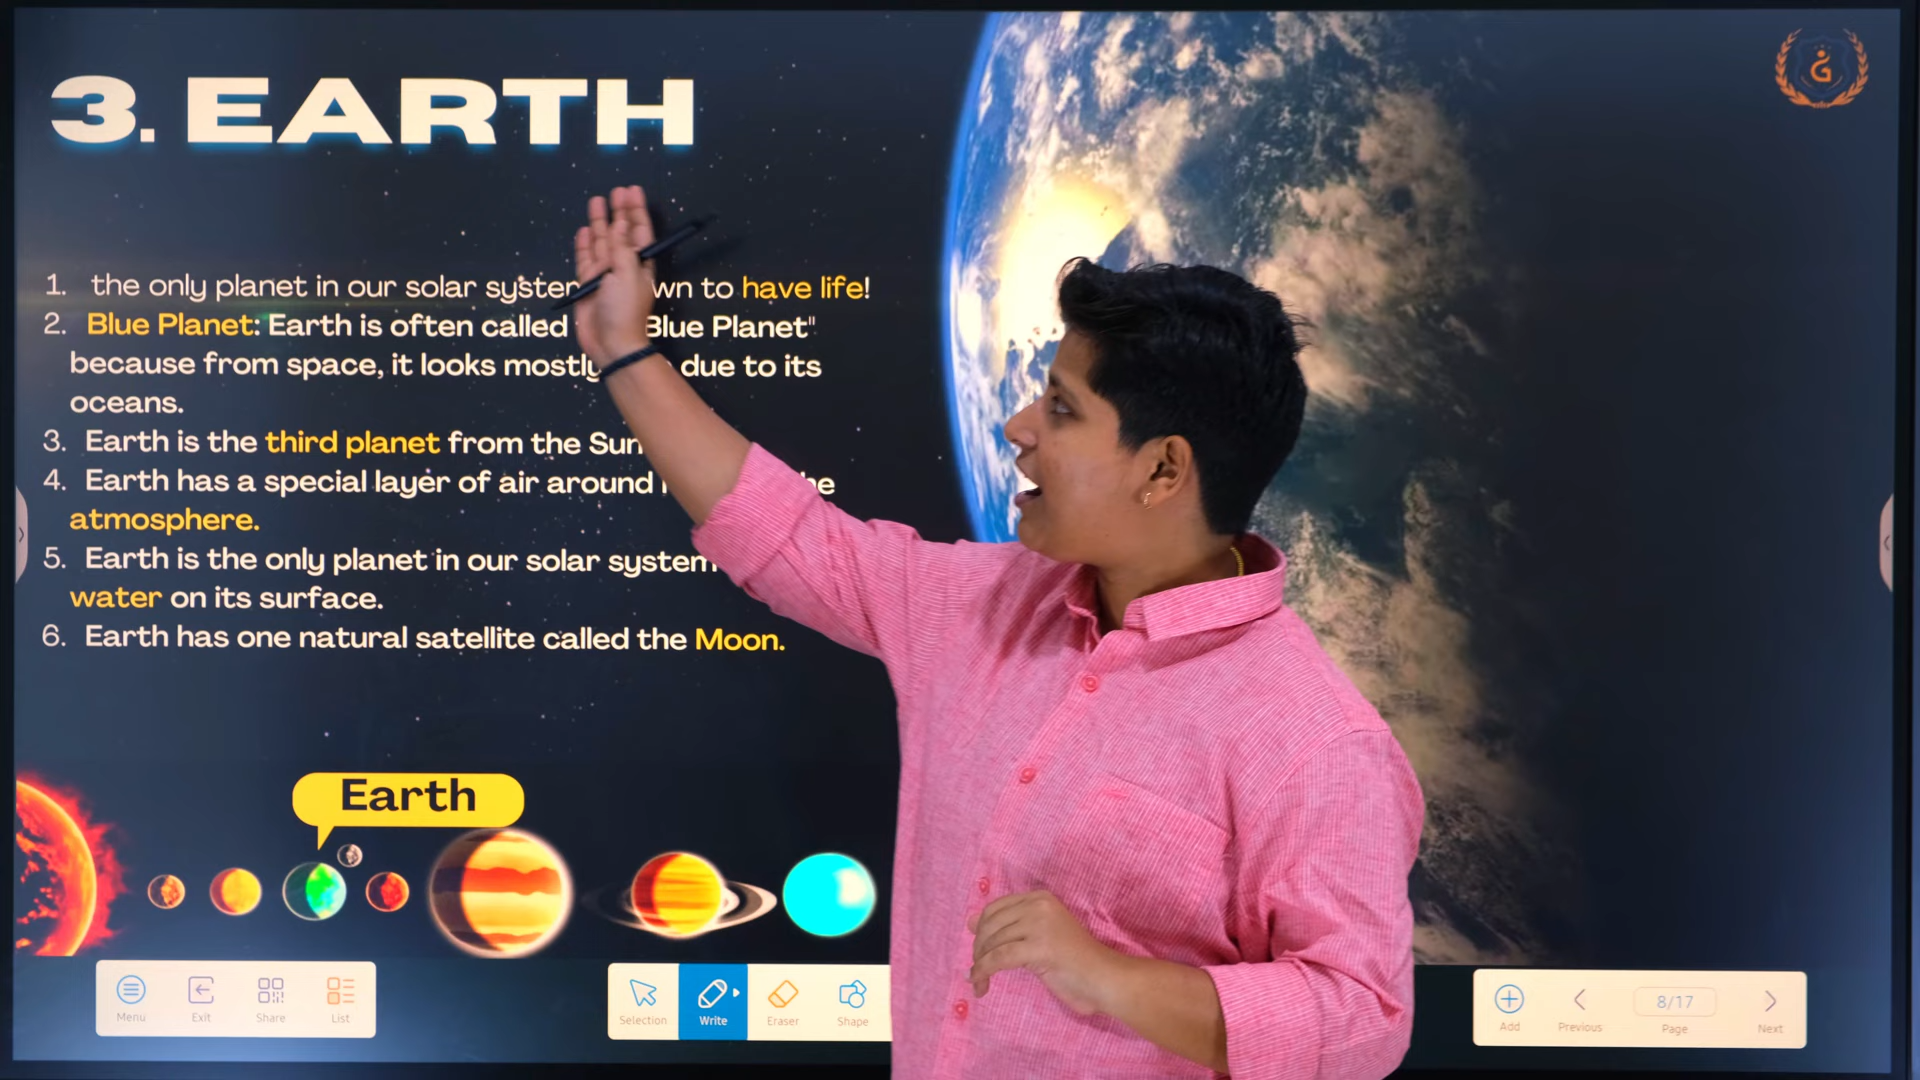 3. EARTH
1. the only planet in our solar system wn to have life!
2. Blue Planet: Earth is often called Blue Planet"
because from space, it looks mostly due to its
oceans.
3. Earth is the third planet from the Sun
4. Earth has a special layer of air around
atmosphere.
5. Earth is the only planet in our solar system
water on its surface.
6. Earth has one natural satellite called the Moon.
Earth
Menu Exit Share List
Selection Write Eraser Shape
Add Previous 8/17 Page Next